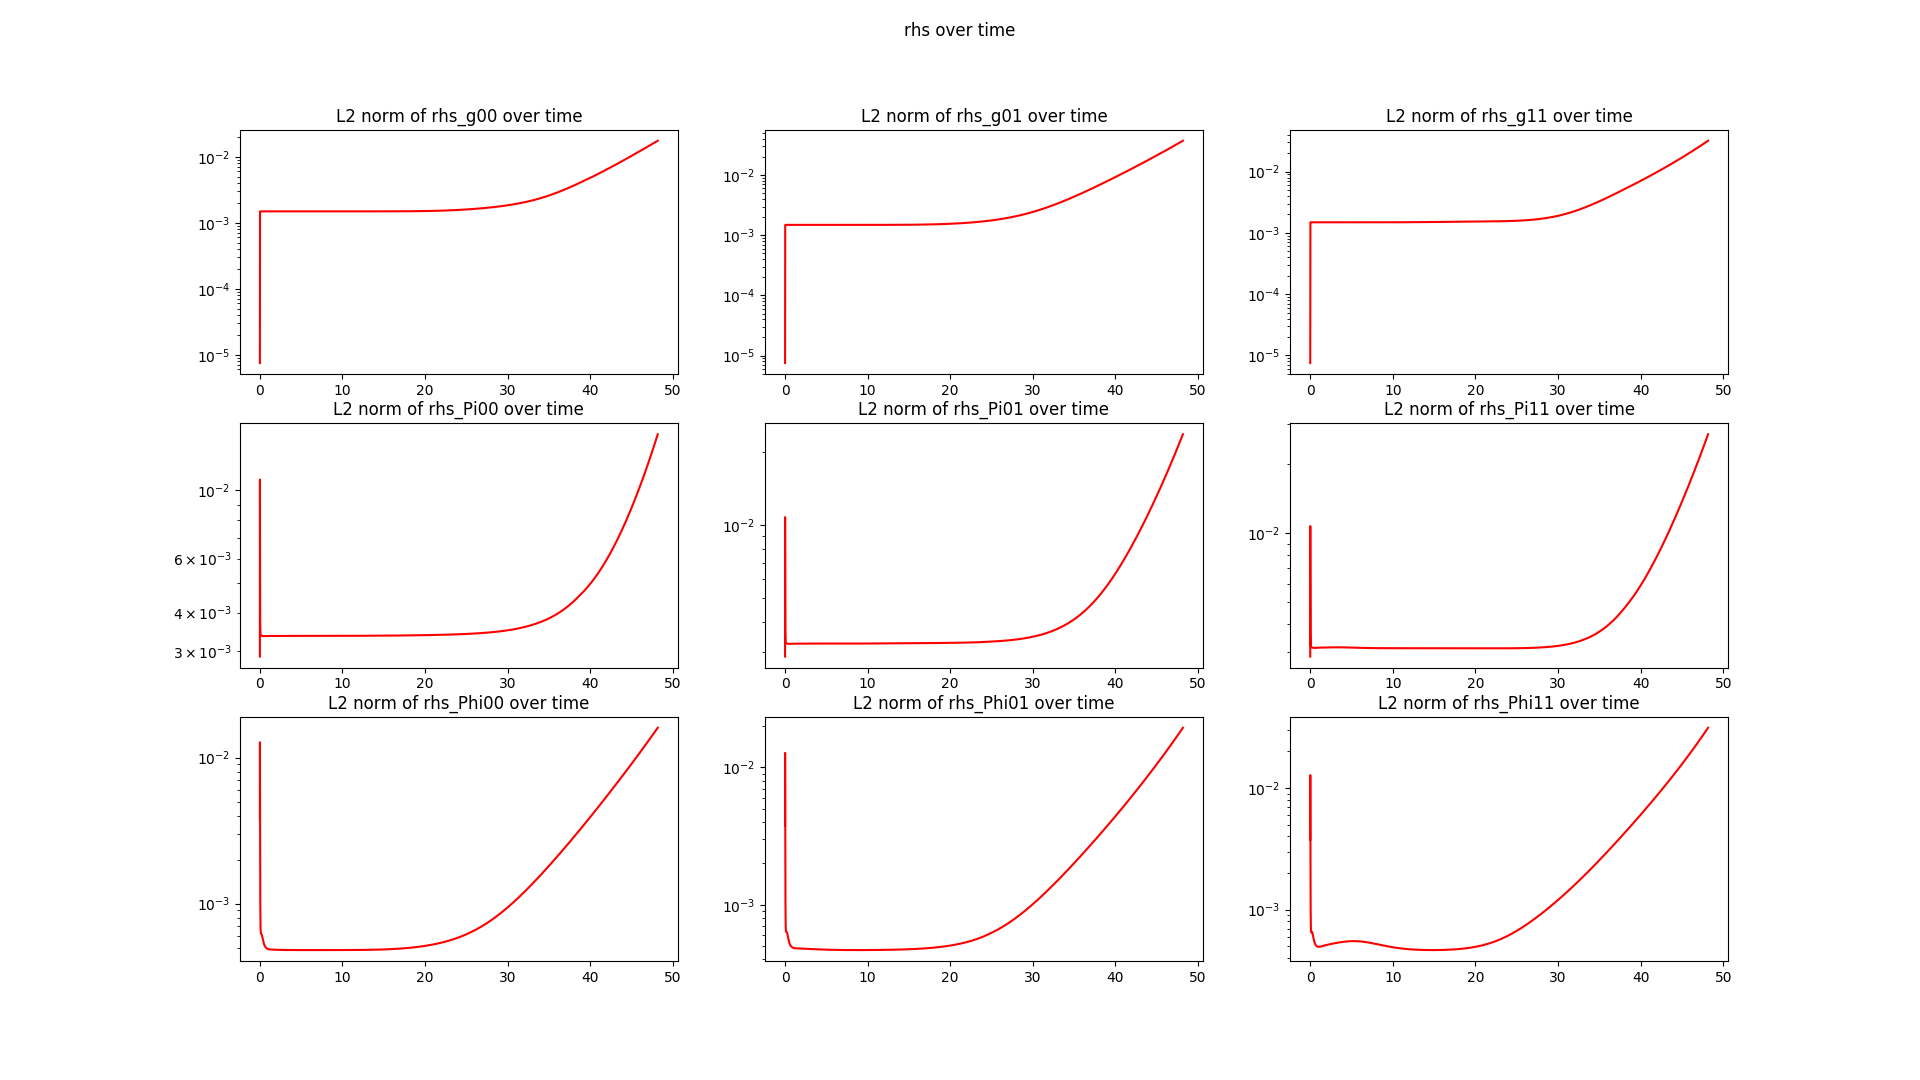 rhs over time
L2 norm of rhs_g00 over time
L2 norm of rhs_g01 over time
L2 norm of rhs_g11 over time
10⁻²
10⁻³
10⁻⁴
10⁻⁵
0 10 20 30 40 50
10⁻²
10⁻³
10⁻⁴
10⁻⁵
0 10 20 30 40 50
10⁻²
10⁻³
10⁻⁴
10⁻⁵
0 10 20 30 40 50
L2 norm of rhs_Pi00 over time
L2 norm of rhs_Pi01 over time
L2 norm of rhs_Pi11 over time
10⁻²
6 × 10⁻³
4 × 10⁻³
3 × 10⁻³
0 10 20 30 40 50
10⁻²
0 10 20 30 40 50
10⁻²
0 10 20 30 40 50
L2 norm of rhs_Phi00 over time
L2 norm of rhs_Phi01 over time
L2 norm of rhs_Phi11 over time
10⁻²
10⁻³
0 10 20 30 40 50
10⁻²
10⁻³
0 10 20 30 40 50
10⁻²
10⁻³
0 10 20 30 40 50